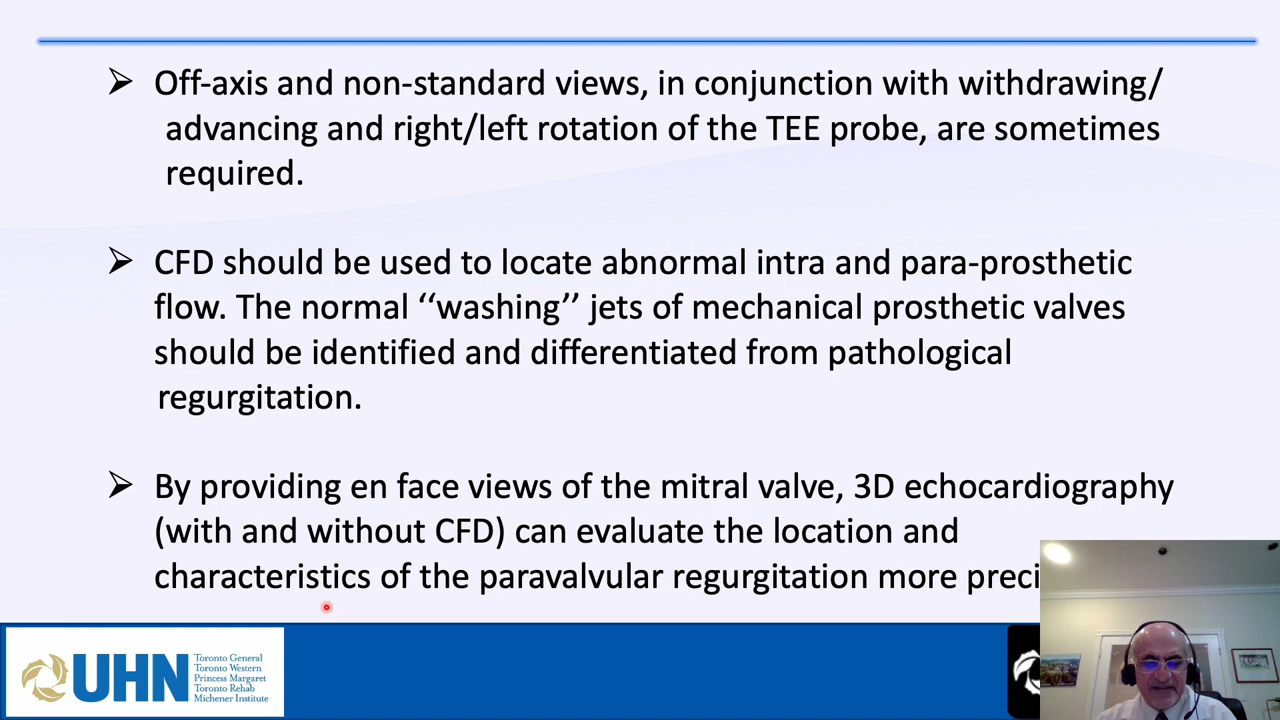 ➢ Off-axis and non-standard views, in conjunction with withdrawing/
advancing and right/left rotation of the TEE probe, are sometimes
required.
➢ CFD should be used to locate abnormal intra and para-prosthetic
flow. The normal ‘‘washing’’ jets of mechanical prosthetic valves
should be identified and differentiated from pathological
regurgitation.
➢ By providing en face views of the mitral valve, 3D echocardiography
(with and without CFD) can evaluate the location and
characteristics of the paravalvular regurgitation more preci
UHN
Toronto General
Toronto Western
Princess Margaret
Toronto Rehab
Michener Institute